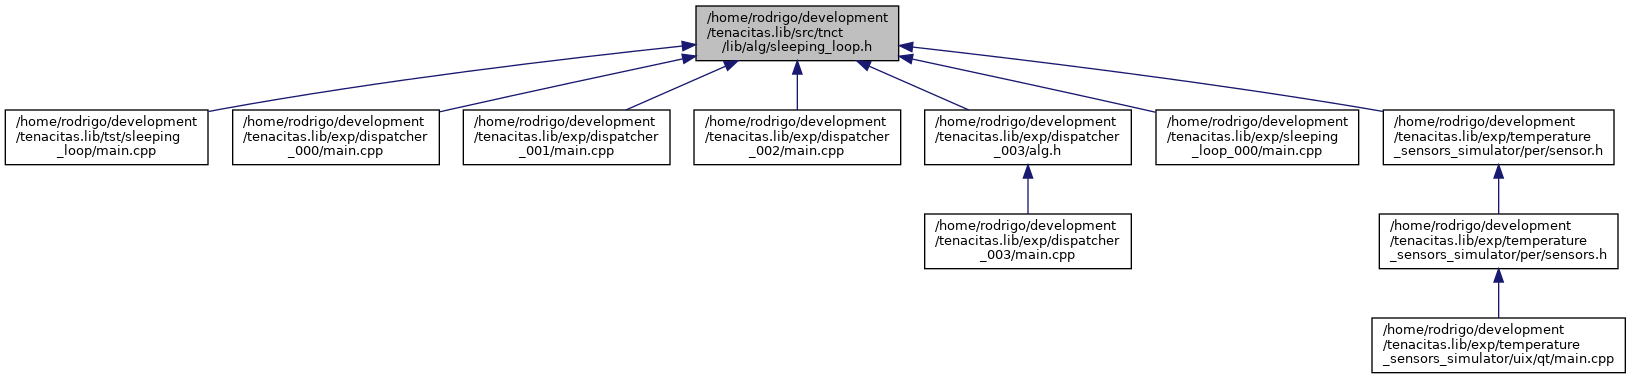 /home/rodrigo/development
/tenacitas.lib/src/tnct
/lib/alg/sleeping_loop.h
/home/rodrigo/development
/tenacitas.lib/tst/sleeping
_loop/main.cpp
/home/rodrigo/development
/tenacitas.lib/exp/dispatcher
_000/main.cpp
/home/rodrigo/development
/tenacitas.lib/exp/dispatcher
_001/main.cpp
/home/rodrigo/development
/tenacitas.lib/exp/dispatcher
_002/main.cpp
/home/rodrigo/development
/tenacitas.lib/exp/dispatcher
_003/alg.h
/home/rodrigo/development
/tenacitas.lib/exp/sleeping
_loop_000/main.cpp
/home/rodrigo/development
/tenacitas.lib/exp/temperature
_sensors_simulator/per/sensor.h
/home/rodrigo/development
/tenacitas.lib/exp/dispatcher
_003/main.cpp
/home/rodrigo/development
/tenacitas.lib/exp/temperature
_sensors_simulator/per/sensors.h
/home/rodrigo/development
/tenacitas.lib/exp/temperature
_sensors_simulator/uix/qt/main.cpp